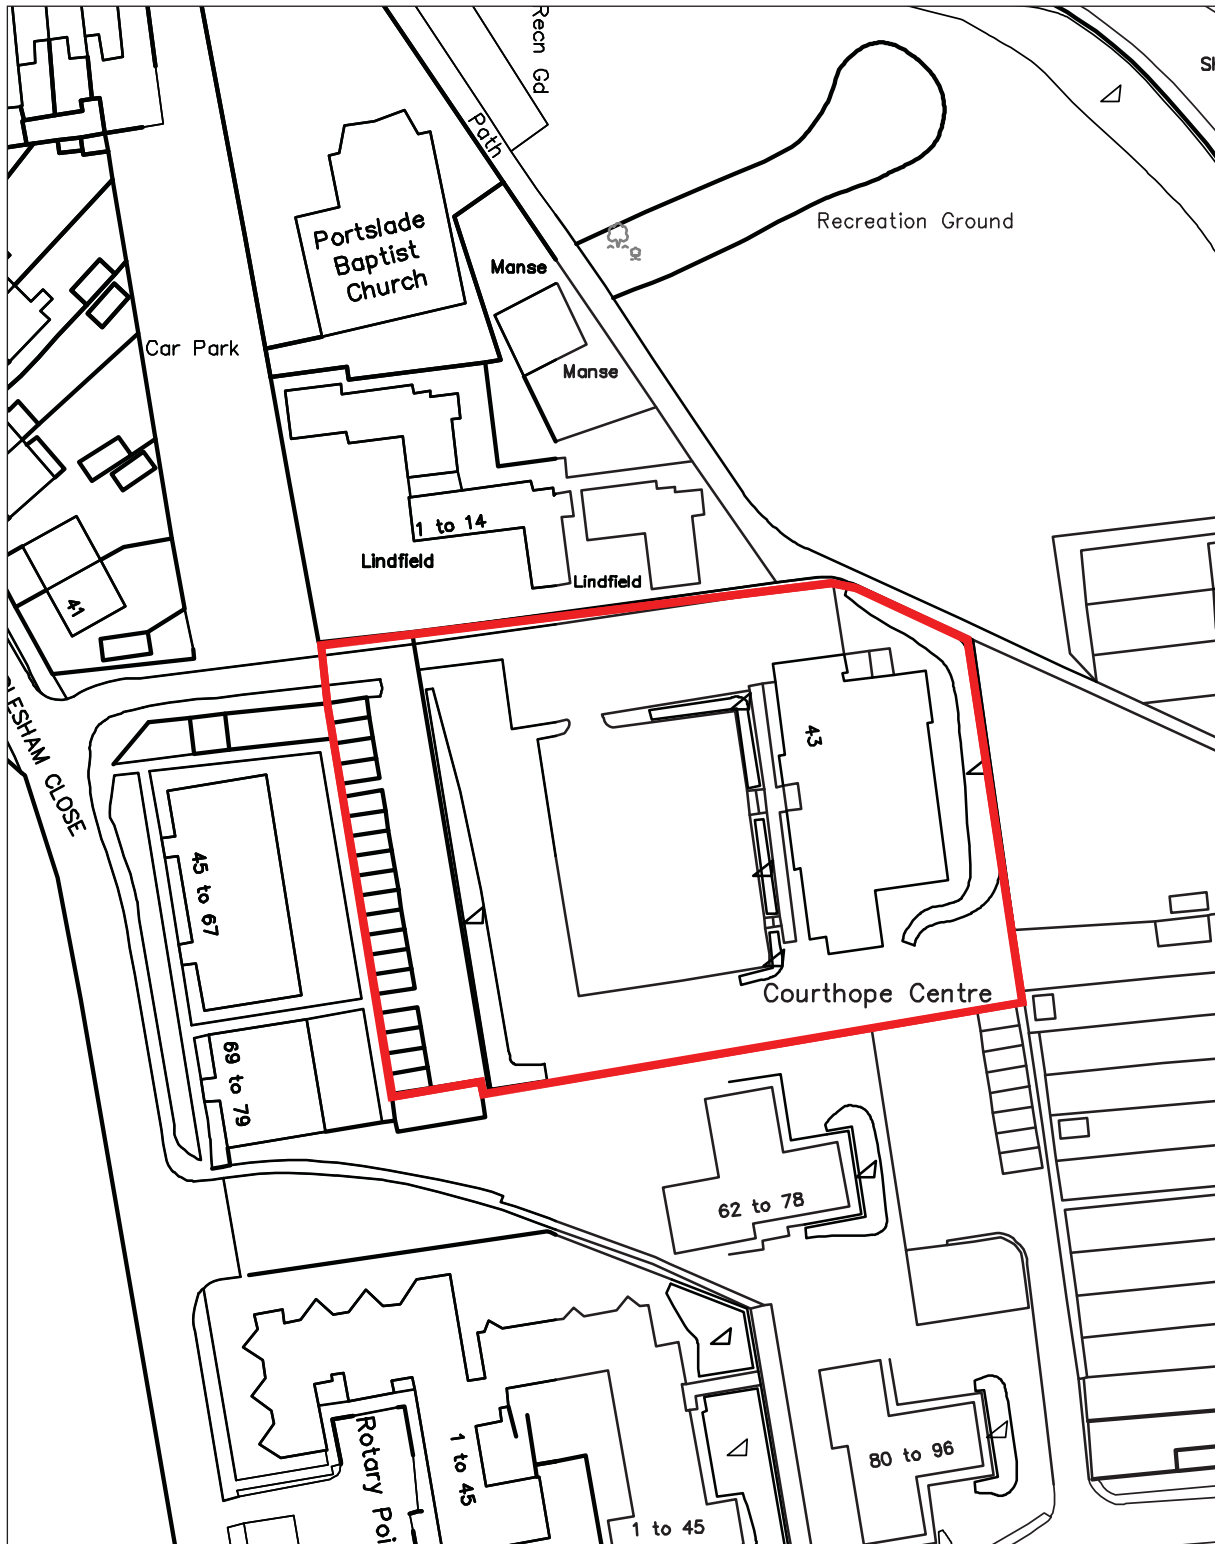 Recn Gd
Path
Portslade
Baptist
Church
Recreation Ground
Manse
Car Park
Manse
1 to 14
Lindfield
Lindfield
41
LESHAM CLOSE
43
45 to 67
Courthope Centre
69 to 79
62 to 78
Rotary Poi
1 to 45
80 to 96
1 to 45